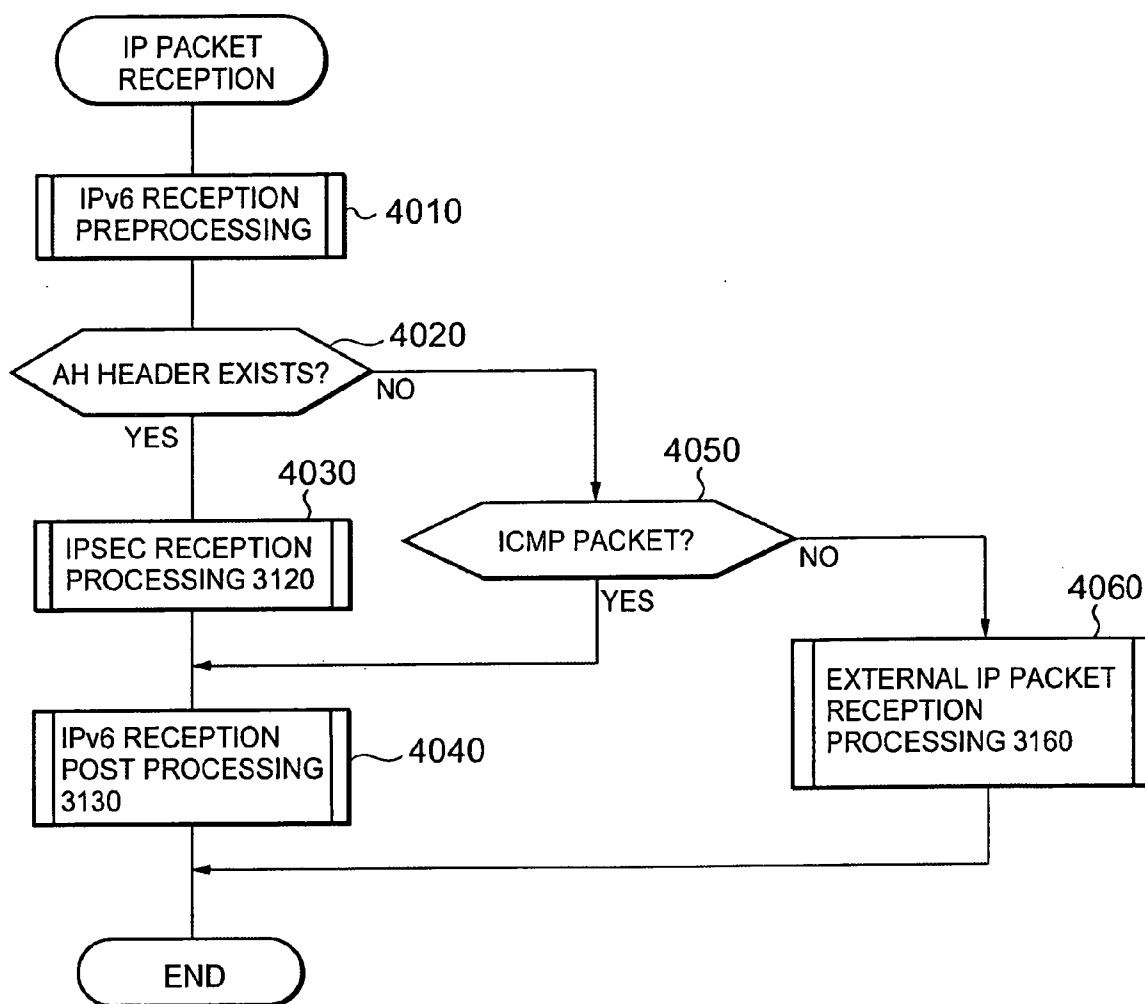 IP PACKET
RECEPTION
IPv6 RECEPTION
PREPROCESSING
4010
AH HEADER EXISTS?
4020
NO
YES
4030
IPSEC RECEPTION
PROCESSING 3120
4050
ICMP PACKET?
NO
YES
4060
EXTERNAL IP PACKET
RECEPTION
PROCESSING 3160
IPv6 RECEPTION
POST PROCESSING
3130
4040
END